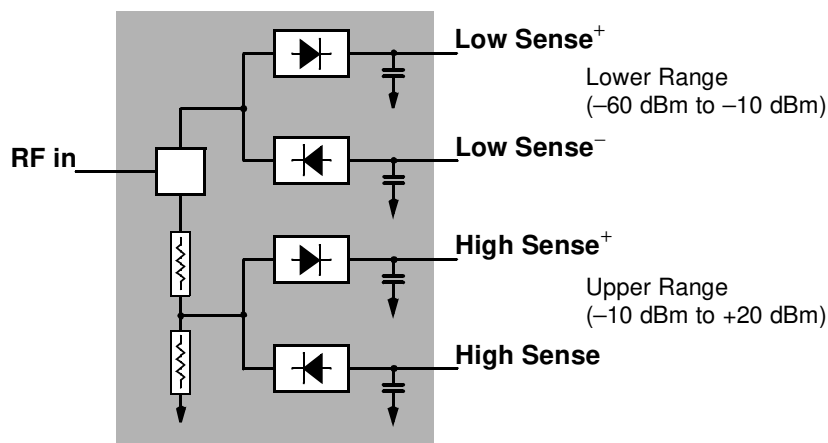 Low Sense⁺
Lower Range
(–60 dBm to –10 dBm)
RF in
Low Sense⁻
High Sense⁺
Upper Range
(–10 dBm to +20 dBm)
High Sense